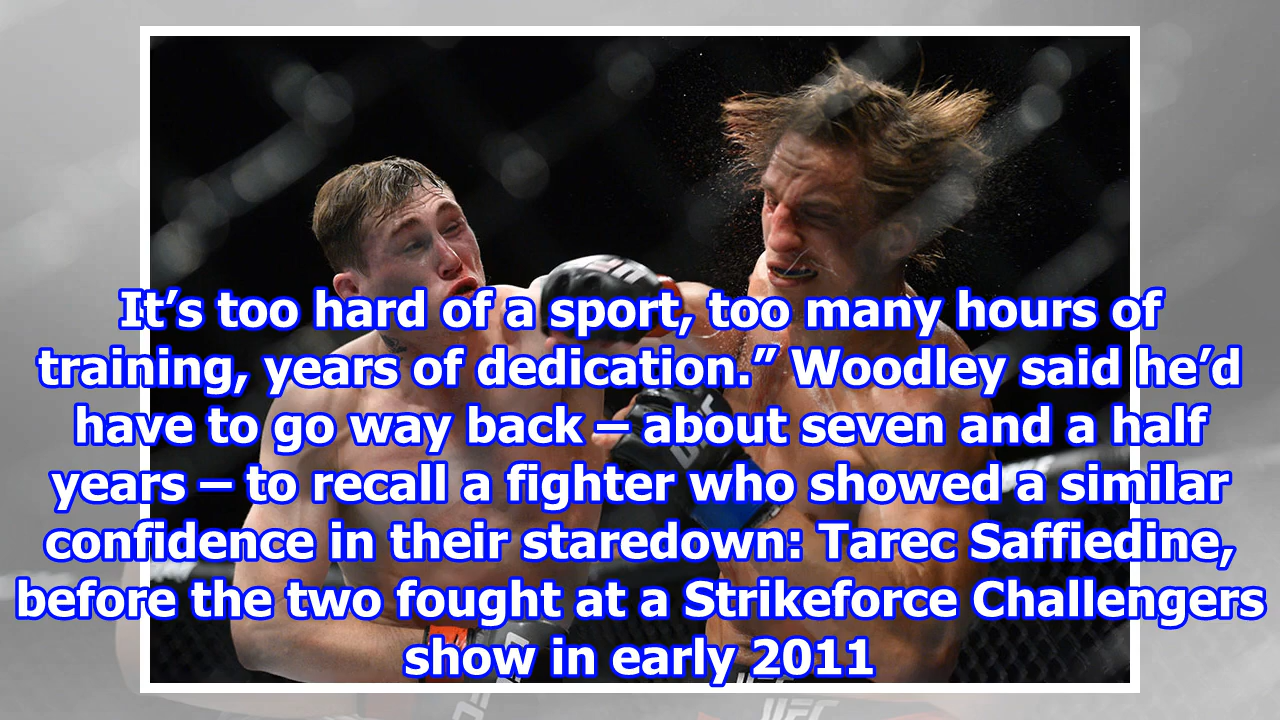 It’s too hard of a sport, too many hours of
training, years of dedication.” Woodley said he’d
have to go way back – about seven and a half
years – to recall a fighter who showed a similar
confidence in their staredown: Tarec Saffiedine,
before the two fought at a Strikeforce Challengers
show in early 2011
UFC